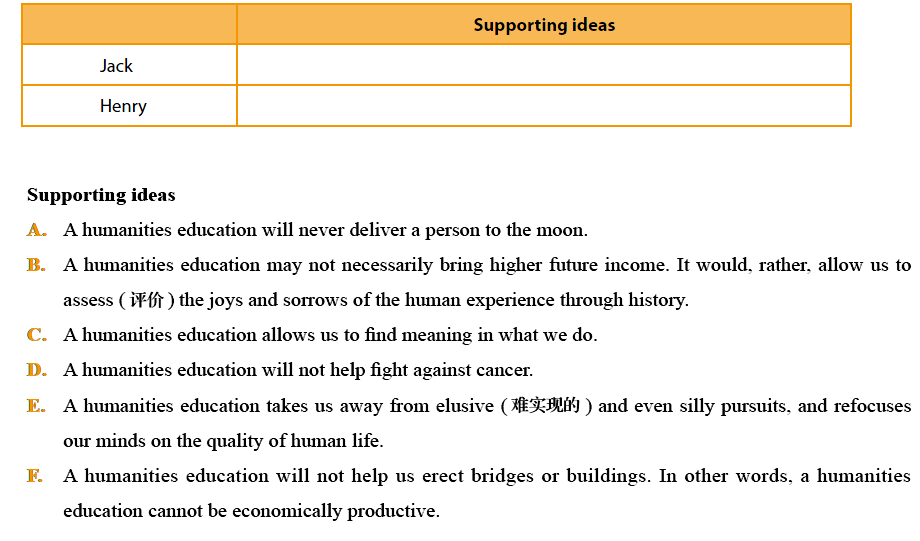 Supporting ideas
Jack
Henry
Supporting ideas
A. A humanities education will never deliver a person to the moon.
B. A humanities education may not necessarily bring higher future income. It would, rather, allow us to
assess ( 评价 ) the joys and sorrows of the human experience through history.
C. A humanities education allows us to find meaning in what we do.
D. A humanities education will not help fight against cancer.
E. A humanities education takes us away from elusive ( 难实现的 ) and even silly pursuits, and refocuses
our minds on the quality of human life.
F. A humanities education will not help us erect bridges or buildings. In other words, a humanities
education cannot be economically productive.